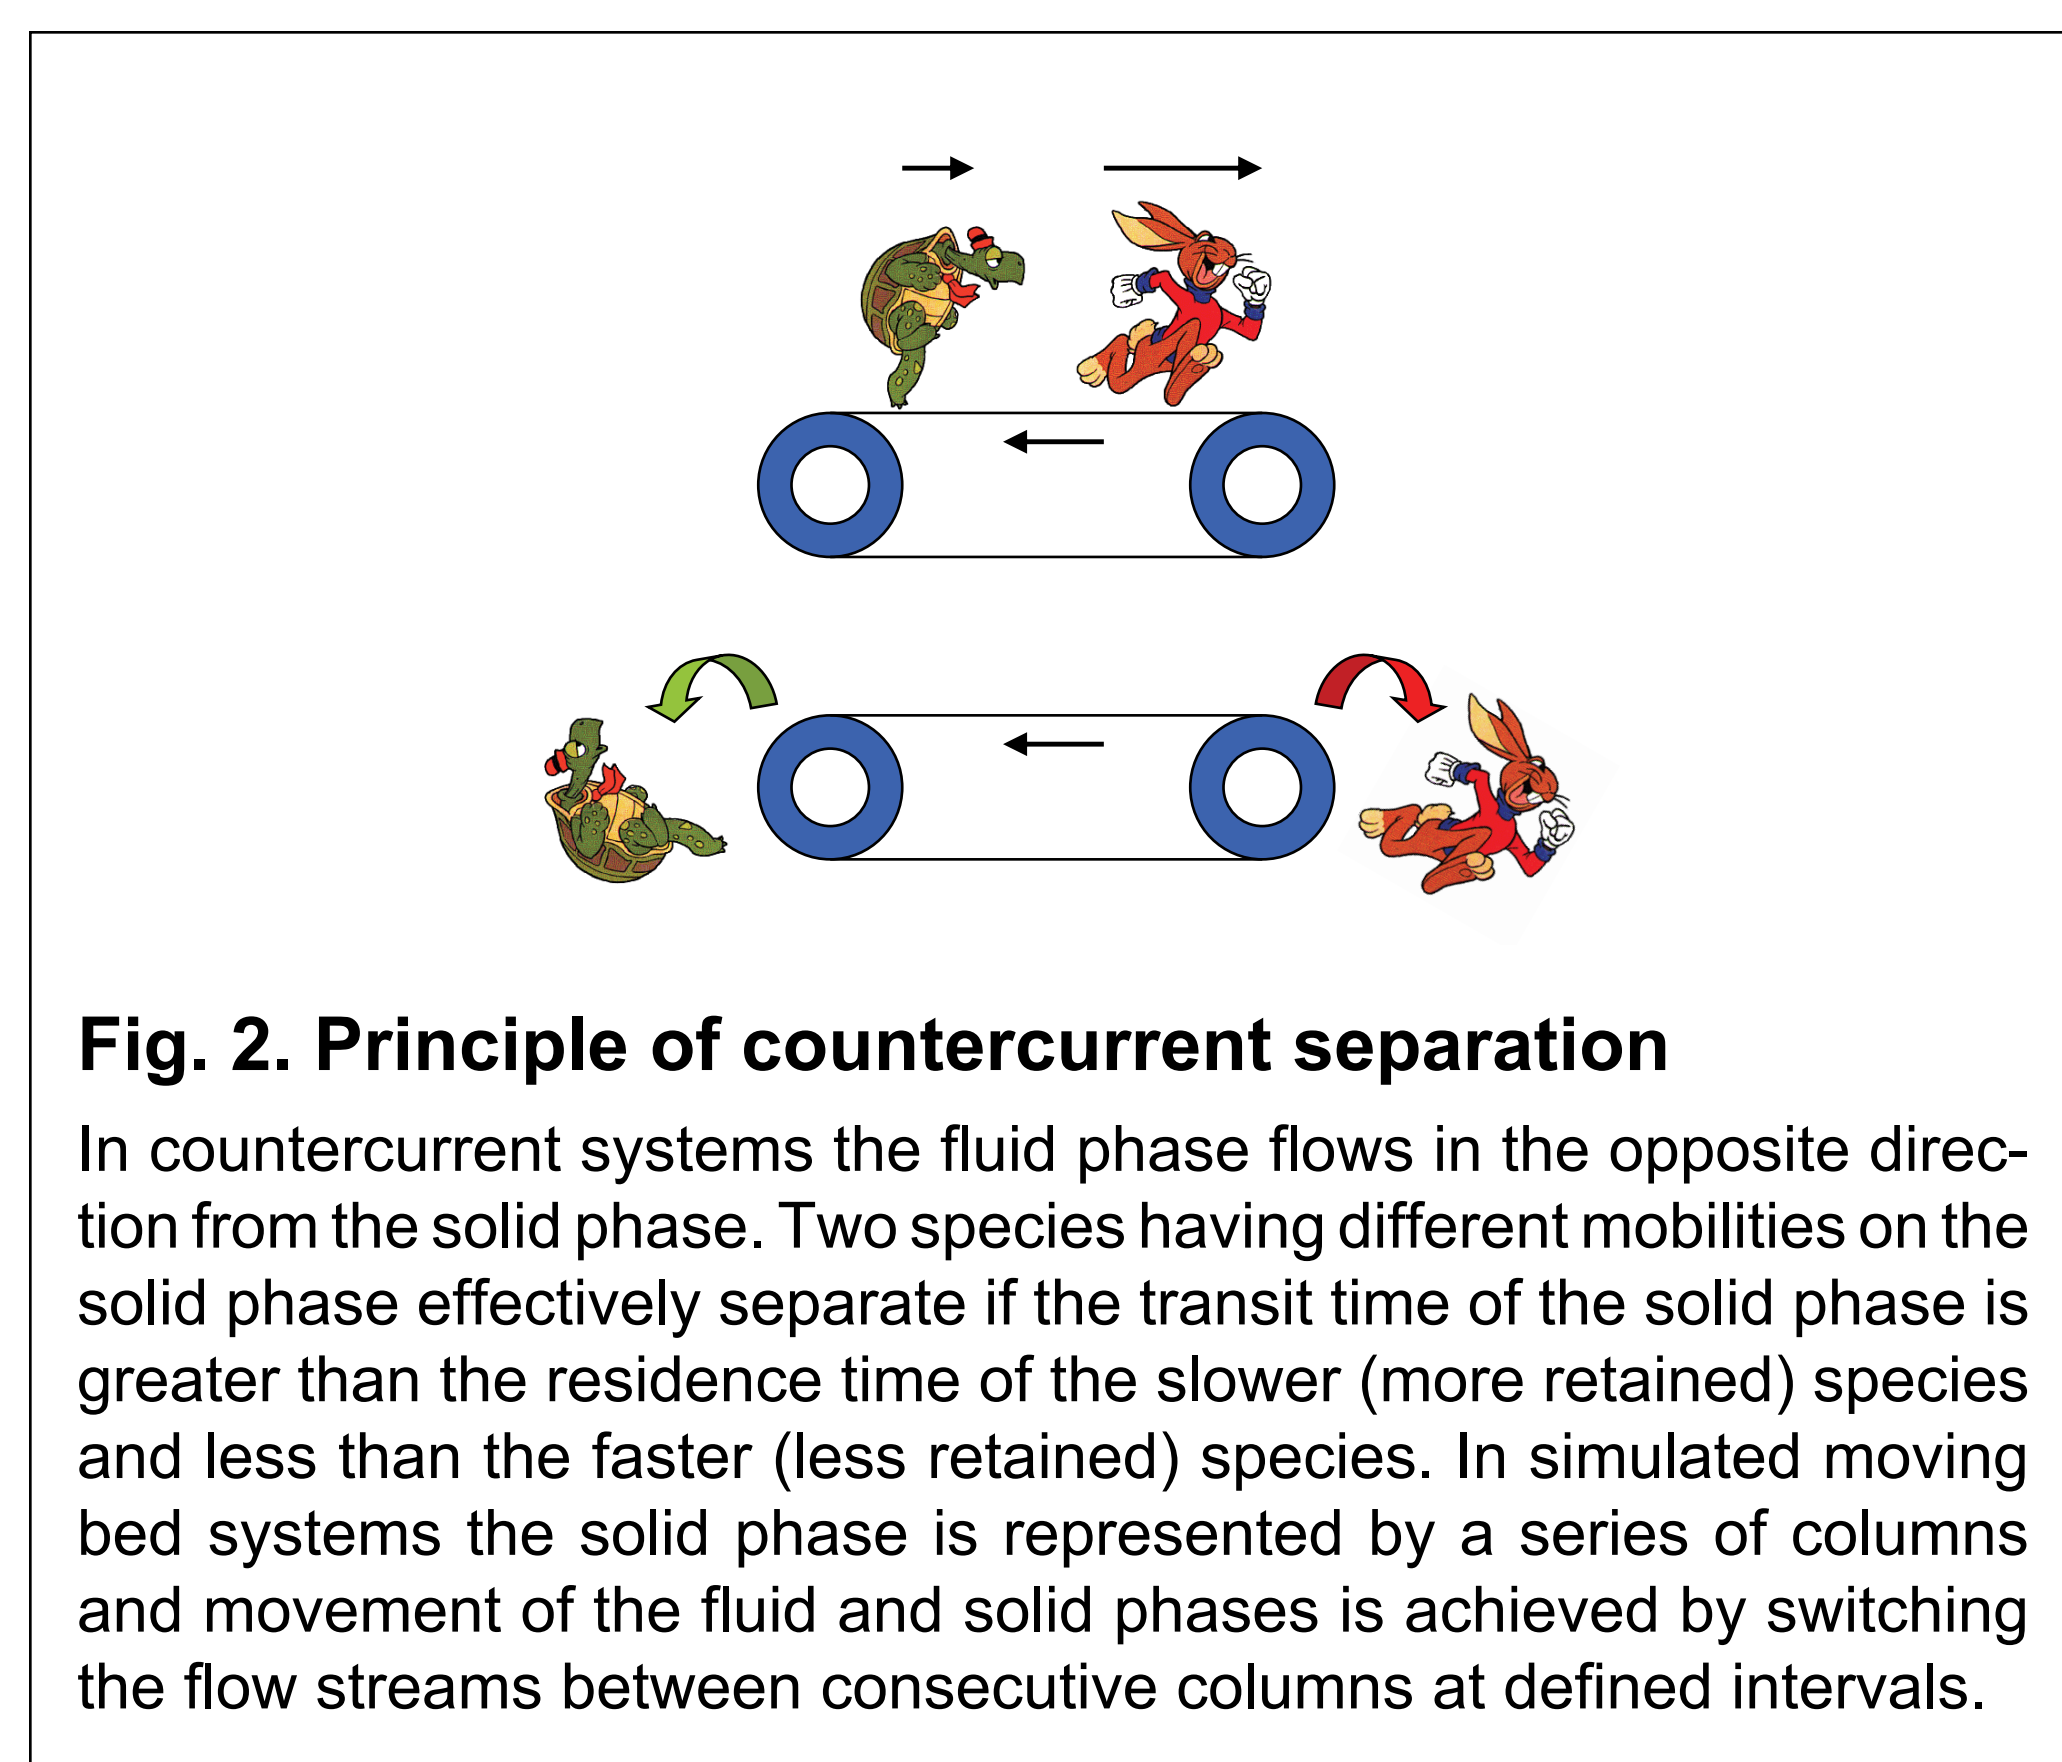 Fig. 2. Principle of countercurrent separation
In countercurrent systems the fluid phase flows in the opposite direc-
tion from the solid phase. Two species having different mobilities on the
solid phase effectively separate if the transit time of the solid phase is
greater than the residence time of the slower (more retained) species
and less than the faster (less retained) species. In simulated moving
bed systems the solid phase is represented by a series of columns
and movement of the fluid and solid phases is achieved by switching
the flow streams between consecutive columns at defined intervals.